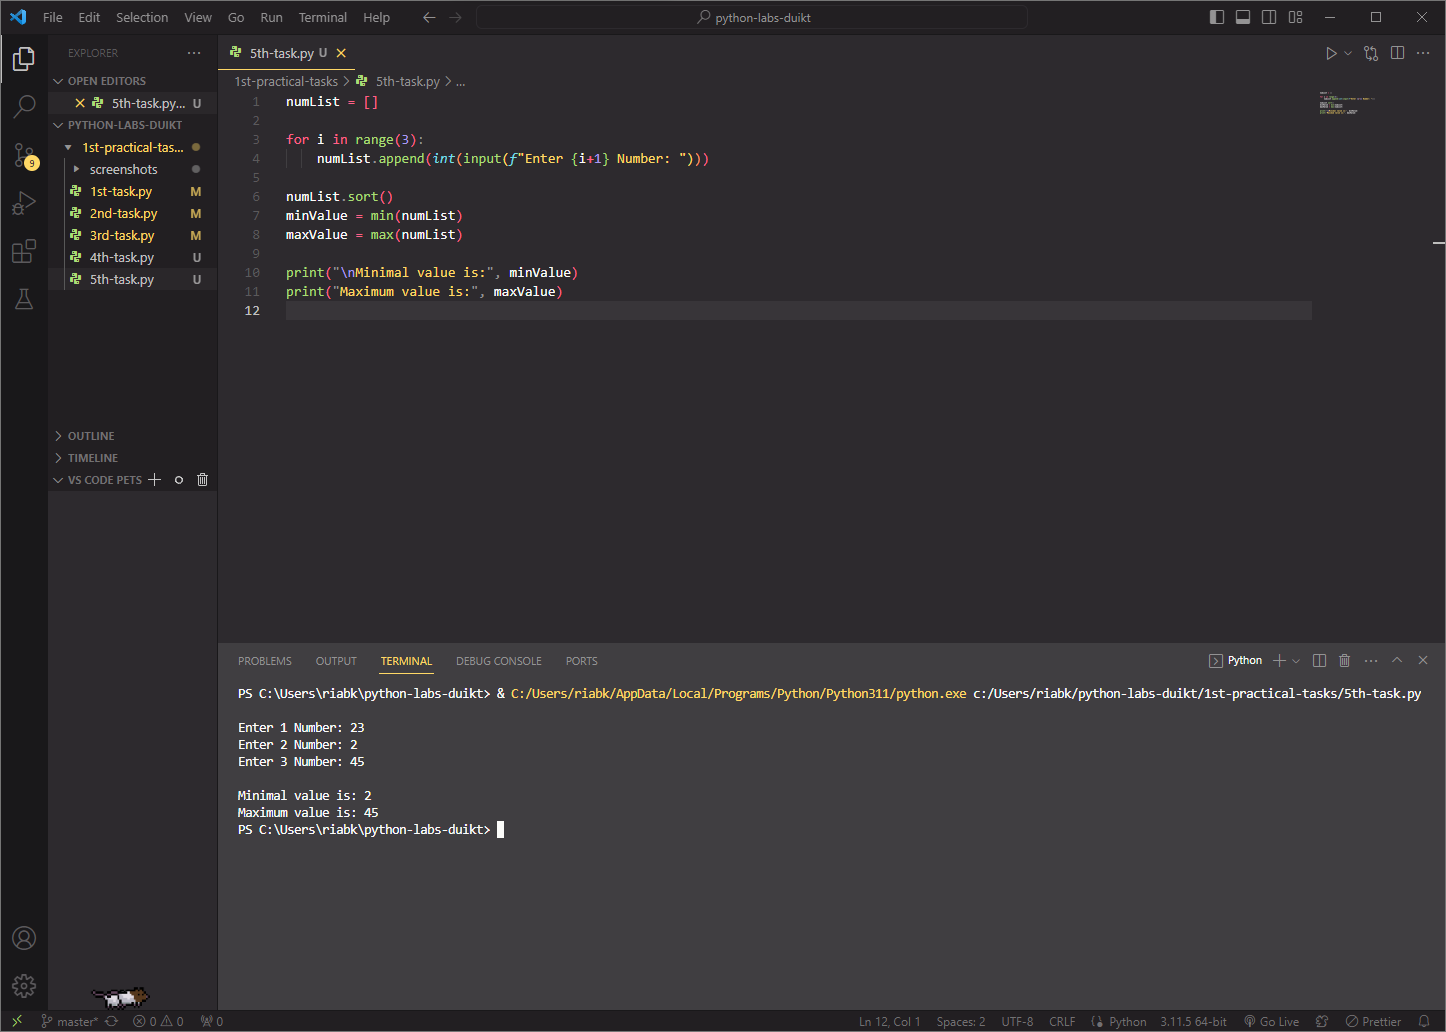 File Edit Selection View Go Run Terminal Help
python-labs-duikt
EXPLORER
OPEN EDITORS
5th-task.py... U
PYTHON-LABS-DUIKT
1st-practical-tas...
screenshots
1st-task.py M
2nd-task.py M
3rd-task.py M
4th-task.py U
5th-task.py U
OUTLINE
TIMELINE
VS CODE PETS
9
5th-task.py U
1st-practical-tasks > 5th-task.py > ...
1 numList = []
2
3 for i in range(3):
4 numList.append(int(input(f"Enter {i+1} Number: ")))
5
6 numList.sort()
7 minValue = min(numList)
8 maxValue = max(numList)
9
10 print("\nMinimal value is:", minValue)
11 print("Maximum value is:", maxValue)
12
PROBLEMS OUTPUT TERMINAL DEBUG CONSOLE PORTS
Python
PS C:\Users\riabk\python-labs-duikt> & C:/Users/riabk/AppData/Local/Programs/Python/Python311/python.exe c:/Users/riabk/python-labs-duikt/1st-practical-tasks/5th-task.py
Enter 1 Number: 23
Enter 2 Number: 2
Enter 3 Number: 45
Minimal value is: 2
Maximum value is: 45
PS C:\Users\riabk\python-labs-duikt>
master* 0 0 0
Ln 12, Col 1 Spaces: 2 UTF-8 CRLF Python 3.11.5 64-bit Go Live Prettier